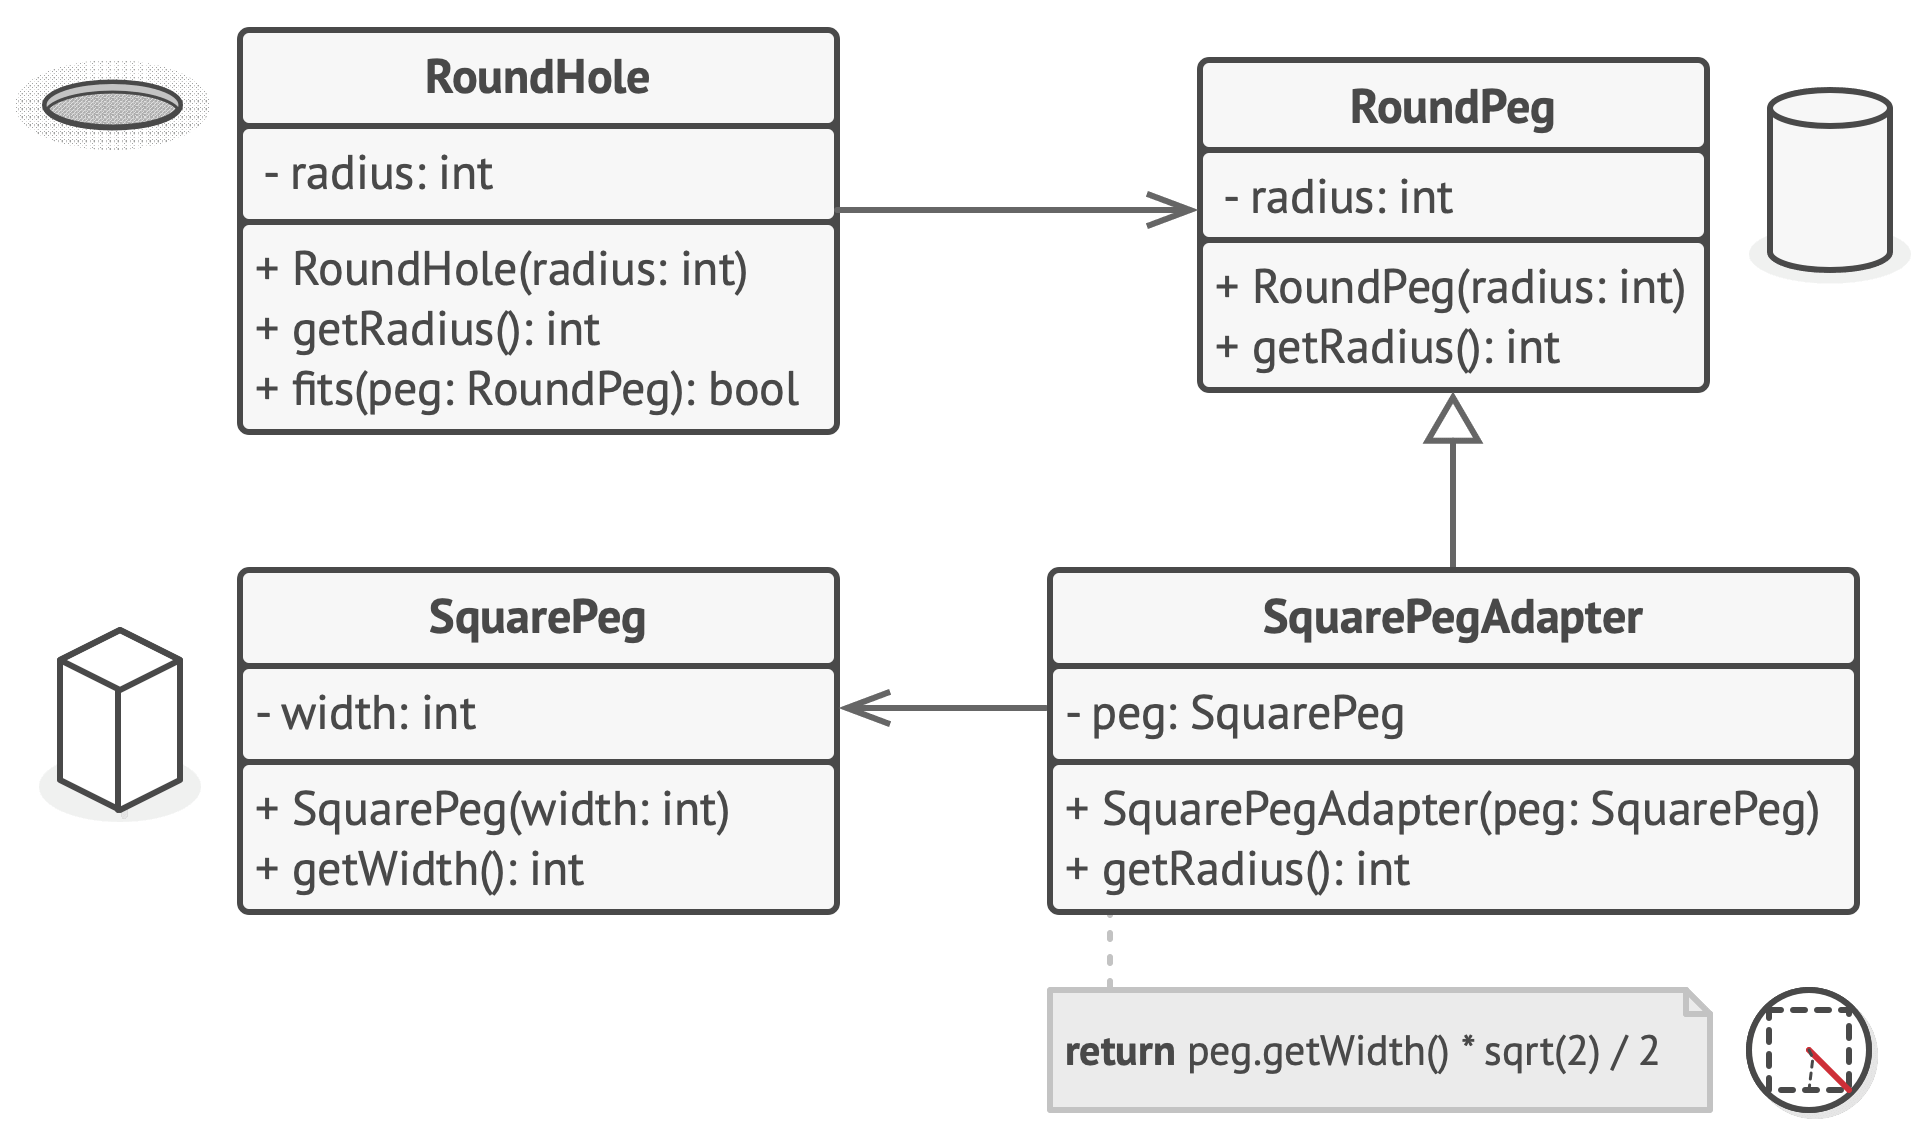 RoundHole
- radius: int
+ RoundHole(radius: int)
+ getRadius(): int
+ fits(peg: RoundPeg): bool
RoundPeg
- radius: int
+ RoundPeg(radius: int)
+ getRadius(): int
SquarePeg
- width: int
+ SquarePeg(width: int)
+ getWidth(): int
SquarePegAdapter
- peg: SquarePeg
+ SquarePegAdapter(peg: SquarePeg)
+ getRadius(): int
return peg.getWidth() * sqrt(2) / 2